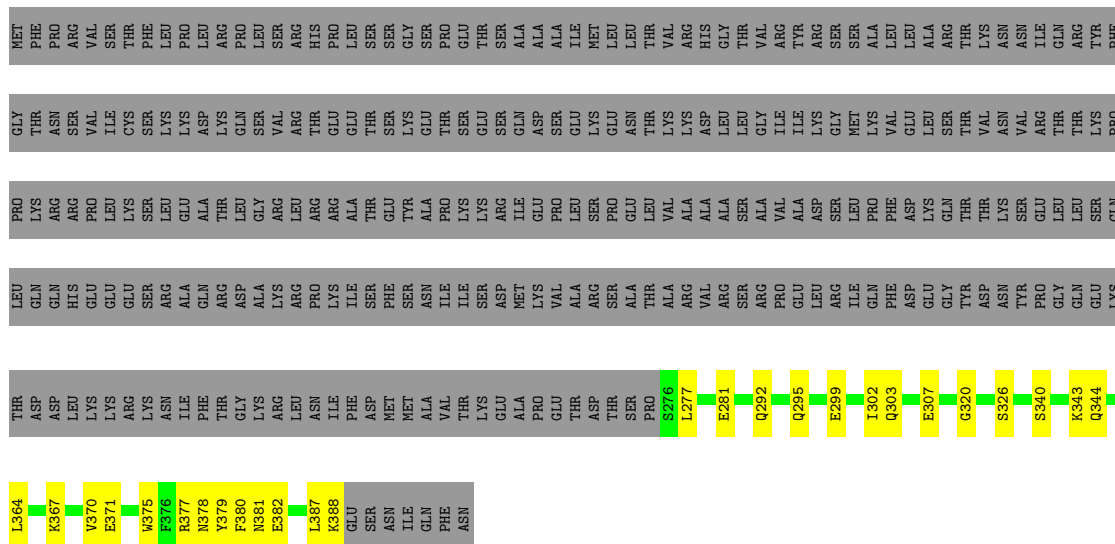 MET PHE PRO ARG VAL SER THR PHE LEU PRO LEU ARG PRO LEU SER ARG HIS PRO LEU SER SER GLY SER PRO GLU THR SER ALA ALA ALA ILE MET LEU LEU THR VAL ARG HIS GLY THR VAL ARG TYR ARG SER SER ALA LEU LEU ALA ARG THR LYS ASN ASN ILE GLN ARG TYR PHE
GLY THR ASN SER VAL ILE CYS SER LYS LYS ASP LYS GLN SER VAL ARG THR GLU GLU THR SER LYS GLU THR SER GLU SER GLN ASP SER GLU LYS GLU ASN THR LYS LYS ASP LEU LEU GLY ILE ILE LYS GLY MET LYS VAL GLU LEU SER THR VAL ASN VAL ARG THR THR LYS PRO
PRO LYS ARG ARG PRO LEU LYS SER LEU GLU ALA THR LEU GLY ARG LEU ARG ARG ALA THR GLU TYR ALA PRO LYS LYS ARG ILE GLU PRO LEU SER PRO GLU LEU VAL ALA ALA ALA SER ALA VAL ALA ASP SER LEU PRO PHE ASP LYS GLN THR THR LYS SER GLU LEU LEU SER GLN
LEU GLN GLN HIS GLU GLU GLU SER ARG ALA GLN ARG ASP ALA LYS ARG PRO LYS ILE SER PHE SER ASN ILE ILE SER ASP MET LYS VAL ALA ARG SER ALA THR ALA ARG VAL ARG SER ARG PRO GLU LEU ARG ILE GLN PHE ASP GLU GLY TYR ASP ASN TYR PRO GLY GLN GLU LYS
THR ASP ASP LEU LYS LYS ARG LYS ASN ILE PHE THR GLY LYS ARG LEU ASN ILE PHE ASP MET MET ALA VAL THR LYS GLU ALA PRO GLU THR ASP THR SER PRO S276 L277 E281 Q292 Q295 E299 I302 Q303 E307 G320 S326 S340 K343 Q344
L364 K367 V370 E371 W375 F376 R377 N378 Y379 F380 N381 E382 L387 K388 GLU SER ASN ILE GLN PHE ASN